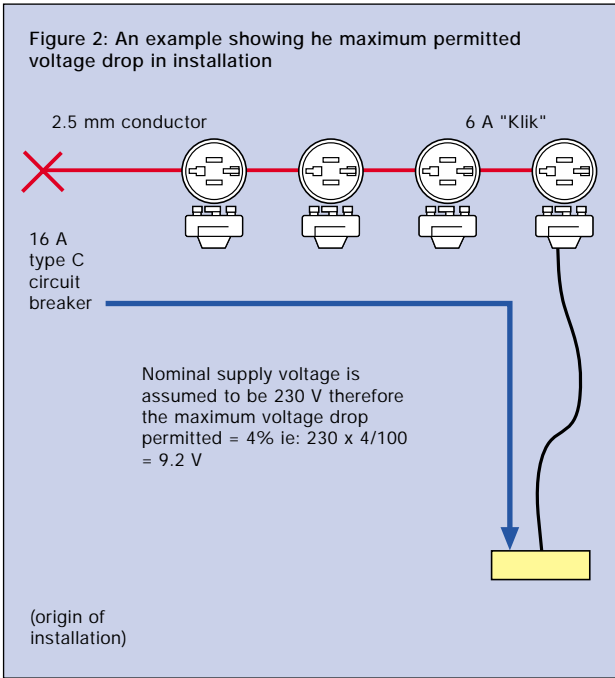 Figure 2: An example showing he maximum permitted
voltage drop in installation
2.5 mm conductor
6 A "Klik"
16 A
type C
circuit
breaker
Nominal supply voltage is
assumed to be 230 V therefore
the maximum voltage drop
permitted = 4% ie: 230 x 4/100
= 9.2 V
(origin of
installation)